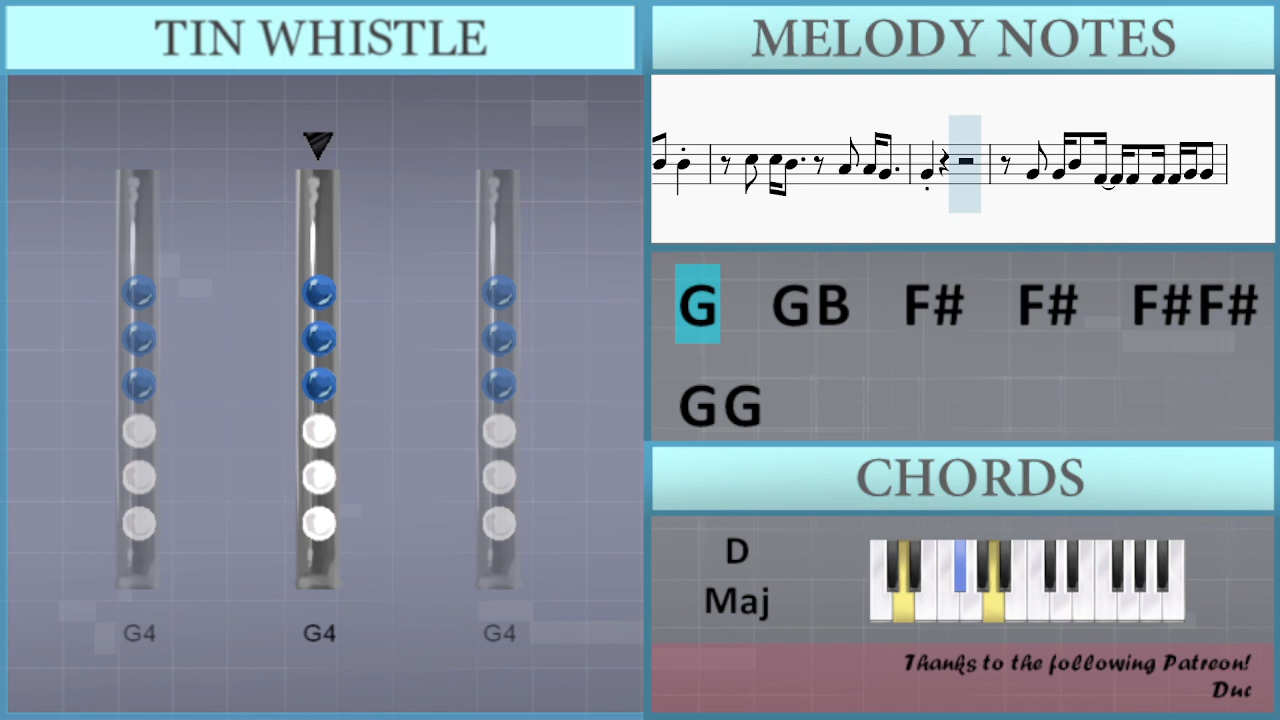 TIN WHISTLE
G4 G4 G4
MELODY NOTES
G GB F# F# F#F#
GG
CHORDS
D
Maj
Thanks to the following Patreon!
Duc